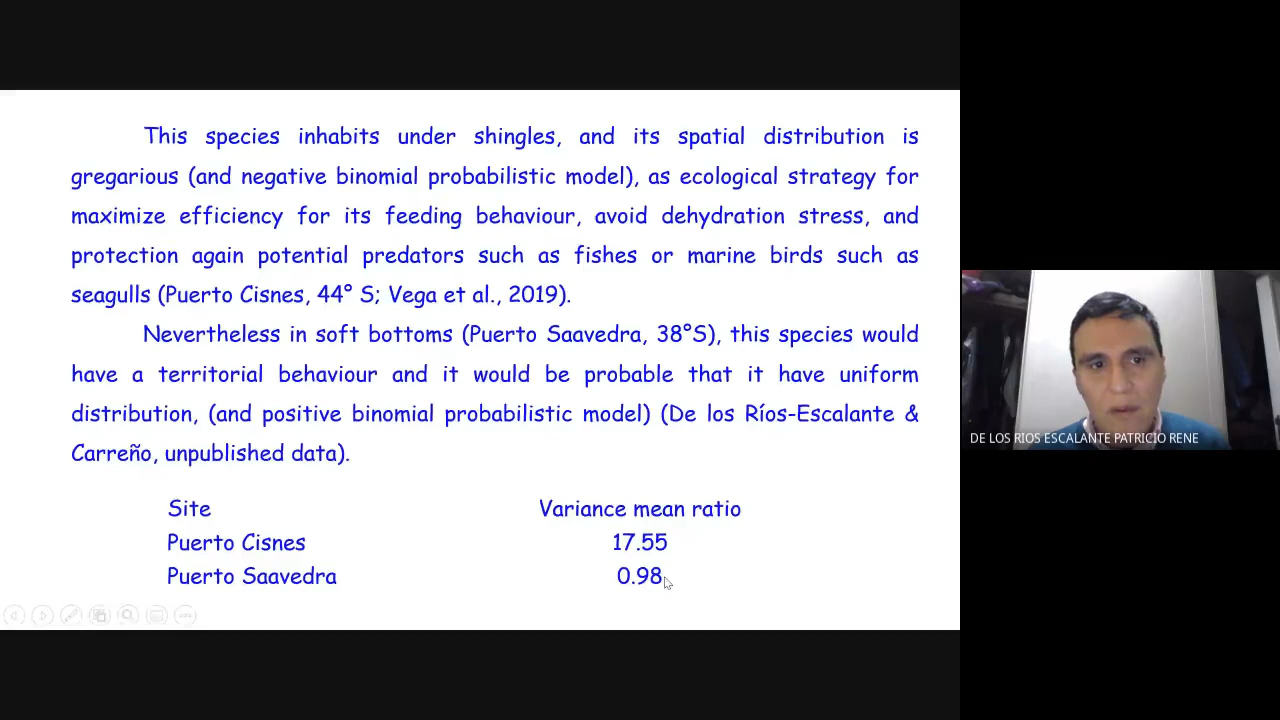 This species inhabits under shingles, and its spatial distribution is
gregarious (and negative binomial probabilistic model), as ecological strategy for
maximize efficiency for its feeding behaviour, avoid dehydration stress, and
protection again potential predators such as fishes or marine birds such as
seagulls (Puerto Cisnes, 44° S; Vega et al., 2019).
Nevertheless in soft bottoms (Puerto Saavedra, 38°S), this species would
have a territorial behaviour and it would be probable that it have uniform
distribution, (and positive binomial probabilistic model) (De los Ríos-Escalante &
Carreño, unpublished data).
Site Variance mean ratio
Puerto Cisnes 17.55
Puerto Saavedra 0.98
DE LOS RIOS ESCALANTE PATRICIO RENE